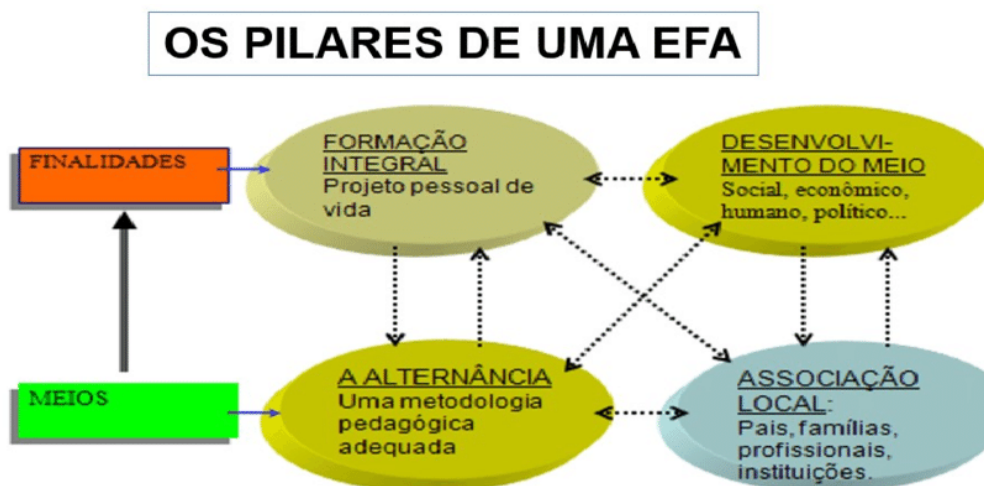 OS PILARES DE UMA EFA
FINALIDADES
FORMAÇÃO
INTEGRAL
Projeto pessoal de
vida
DESENVOLVI-
MENTO DO MEIO
Social, econômico,
humano, político...
MEIOS
A ALTERNÂNCIA
Uma metodologia
pedagógica
adequada
ASSOCIAÇÃO
LOCAL:
Pais, famílias,
profissionais,
instituições.